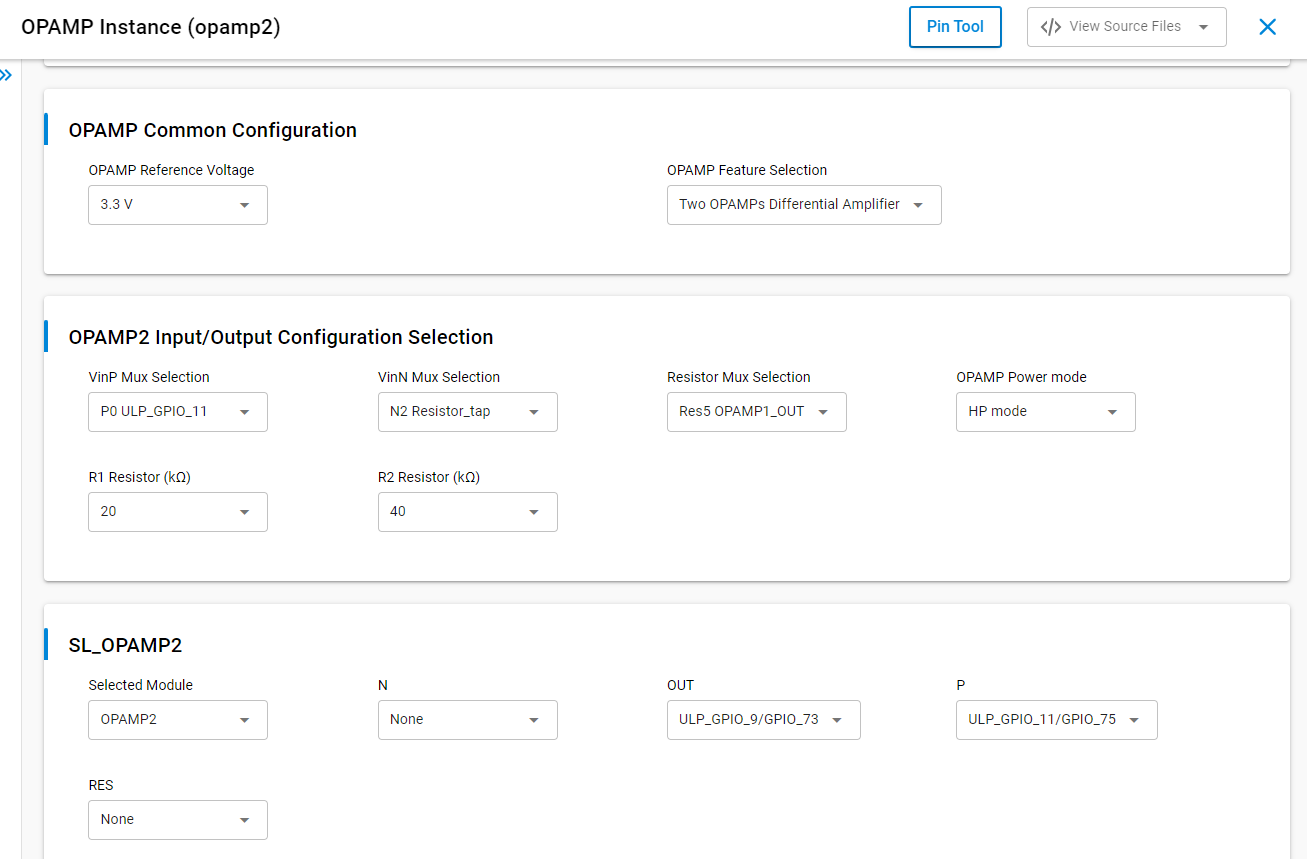 OPAMP Instance (opamp2)
Pin Tool
</> View Source Files
OPAMP Common Configuration
OPAMP Reference Voltage
OPAMP Feature Selection
3.3 V
Two OPAMPs Differential Amplifier
OPAMP2 Input/Output Configuration Selection
VinP Mux Selection
VinN Mux Selection
Resistor Mux Selection
OPAMP Power mode
P0 ULP_GPIO_11
N2 Resistor_tap
Res5 OPAMP1_OUT
HP mode
R1 Resistor (kΩ)
R2 Resistor (kΩ)
20
40
SL_OPAMP2
Selected Module
N
OUT
P
OPAMP2
None
ULP_GPIO_9/GPIO_73
ULP_GPIO_11/GPIO_75
RES
None